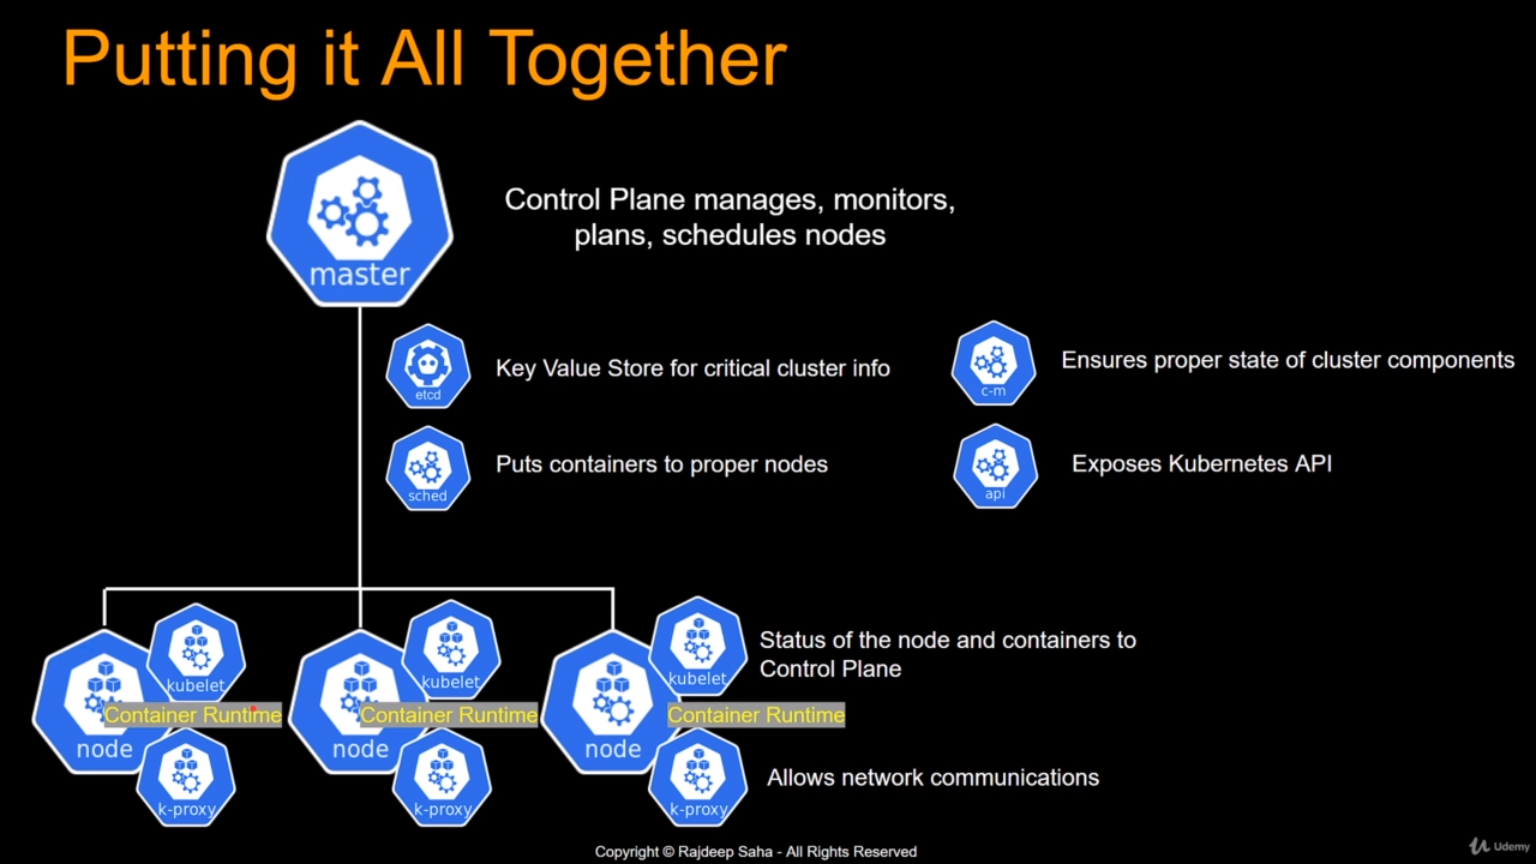 Putting it All Together
master
Control Plane manages, monitors,
plans, schedules nodes
etcd
Key Value Store for critical cluster info
c-m
Ensures proper state of cluster components
sched
Puts containers to proper nodes
api
Exposes Kubernetes API
kubelet
kubelet
kubelet
Status of the node and containers to
Control Plane
Container Runtime
Container Runtime
Container Runtime
node
node
node
k-proxy
k-proxy
k-proxy
Allows network communications
Copyright © Rajdeep Saha - All Rights Reserved
Udemy